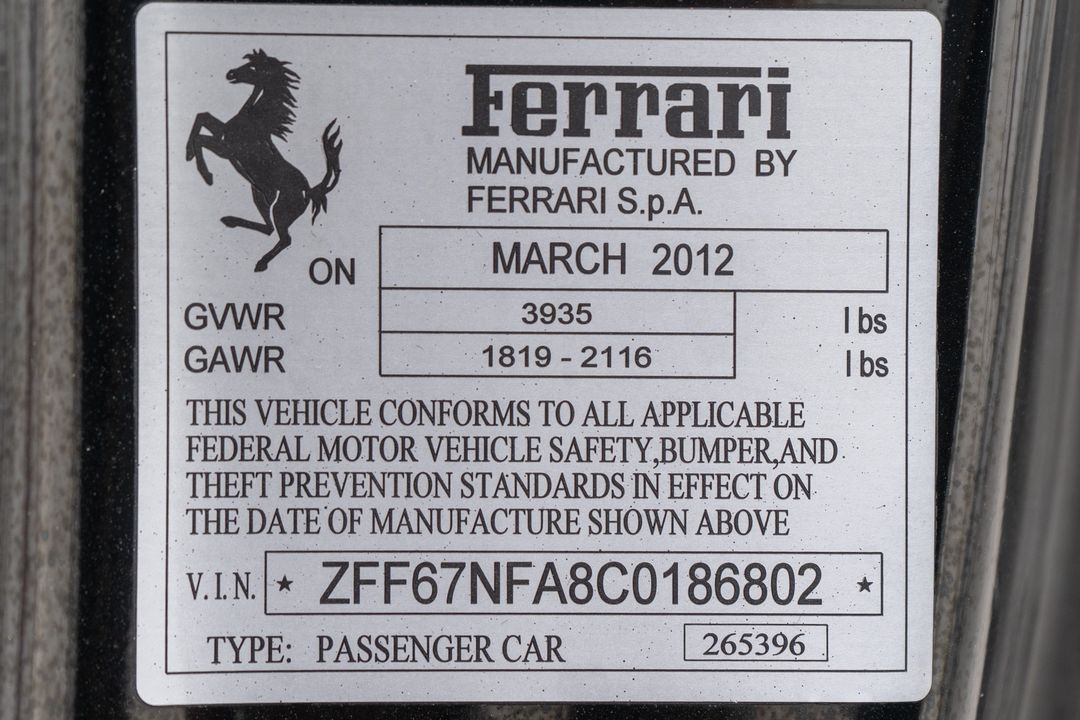 Ferrari
MANUFACTURED BY
FERRARI S.p.A.
ON MARCH 2012
GVWR 3935 lbs
GAWR 1819 - 2116 lbs
THIS VEHICLE CONFORMS TO ALL APPLICABLE
FEDERAL MOTOR VEHICLE SAFETY,BUMPER,AND
THEFT PREVENTION STANDARDS IN EFFECT ON
THE DATE OF MANUFACTURE SHOWN ABOVE
V.I.N. ★ ZFF67NFA8C0186802 ★
TYPE: PASSENGER CAR 265396